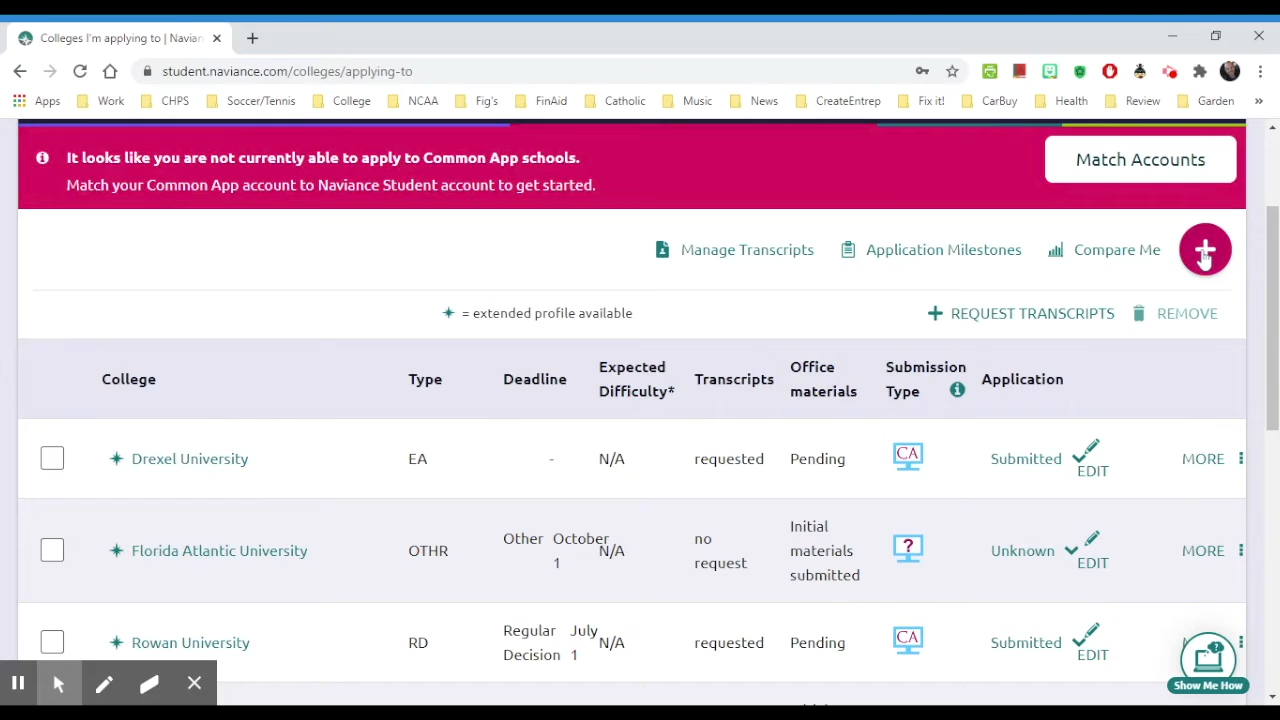 Colleges I'm applying to | Navian
student.naviance.com/colleges/applying-to
Apps Work CHPS Soccer/Tennis College NCAA Fig's FinAid Catholic Music News CreateEntrep Fix it! CarBuy Health Review Garden »
It looks like you are not currently able to apply to Common App schools.
Match your Common App account to Naviance Student account to get started.
Match Accounts
Manage Transcripts Application Milestones Compare Me
= extended profile available
REQUEST TRANSCRIPTS REMOVE
College Type Deadline Expected Difficulty* Transcripts Office materials Submission Type Application
Drexel University EA - N/A requested Pending CA Submitted EDIT MORE
Florida Atlantic University OTHR Other October 1 N/A no request Initial materials submitted ? Unknown EDIT MORE
Rowan University RD Regular Decision July 1 N/A requested Pending CA Submitted EDIT
Show Me How